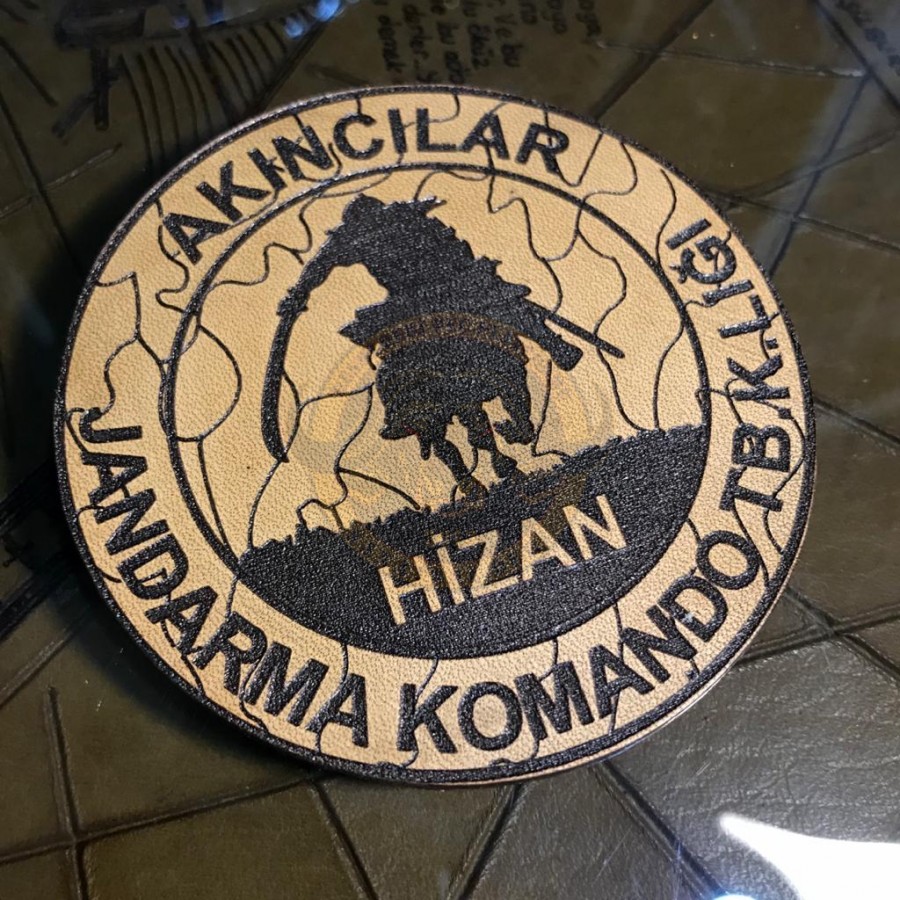 AKINCILAR
JANDARMA KOMANDO TB.K.LIĞI
HİZAN